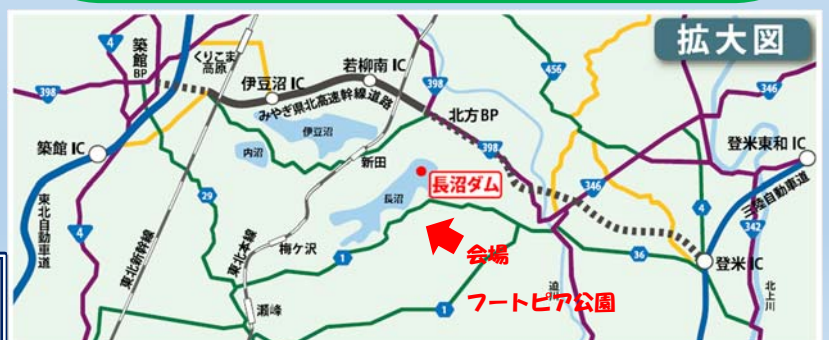 拡大図
4
築館BP
くりこま高原
398
伊豆沼IC
若柳南IC
398
456
346
みやぎ県北高速幹線道路
北方BP
登米東和IC
築館IC
内沼
伊豆沼
新田
398
346
三陸自動車道
29
長沼
長沼ダム
4
342
東北自動車道
4
東北新幹線
東北本線
梅ケ沢
1
会場
36
登米IC
瀬峰
1
フートピア公園
迫川
北上川